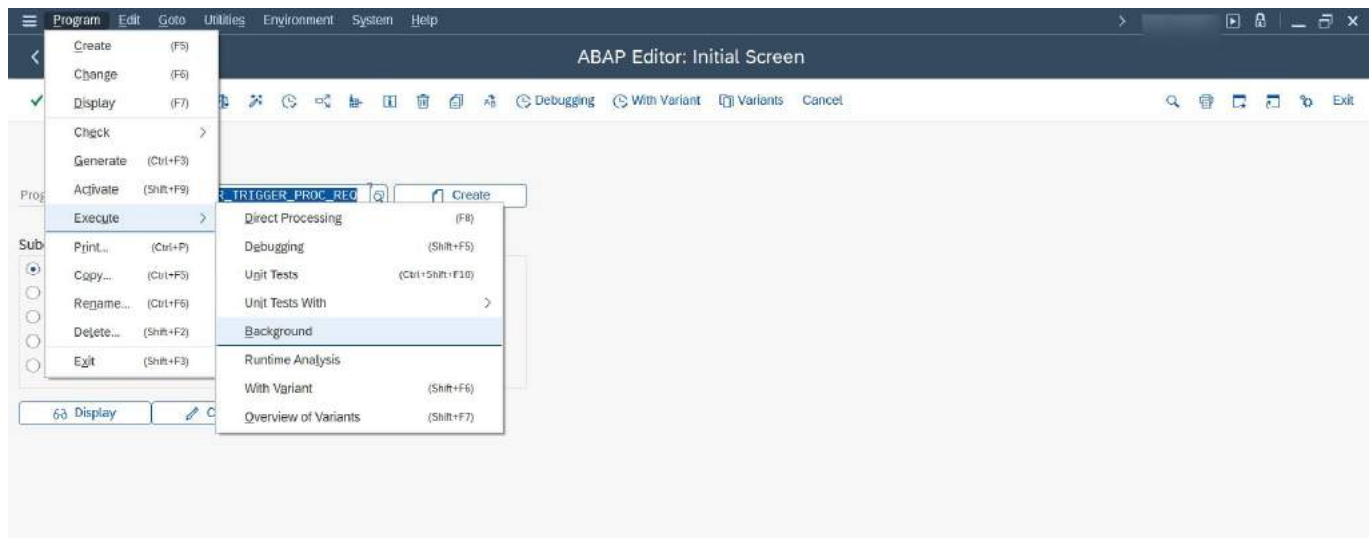 Program Edit Goto Utilities Environment System Help
ABAP Editor: Initial Screen
Debugging With Variant Variants Cancel Exit
Create (F5)
Change (F6)
Display (F7)
Check
Generate (Ctrl+F3)
Activate (Shift+F9)
Execute
Print... (Ctrl+P)
Copy... (Ctrl+F5)
Rename... (Ctrl+F6)
Delete... (Shift+F2)
Exit (Shift+F3)
Prog R_TRIGGER_PROC_REQ Create
Sub
Direct Processing (F8)
Debugging (Shift+F5)
Unit Tests (Ctrl+Shift+F10)
Unit Tests With
Background
Runtime Analysis
With Variant (Shift+F6)
Overview of Variants (Shift+F7)
Display C